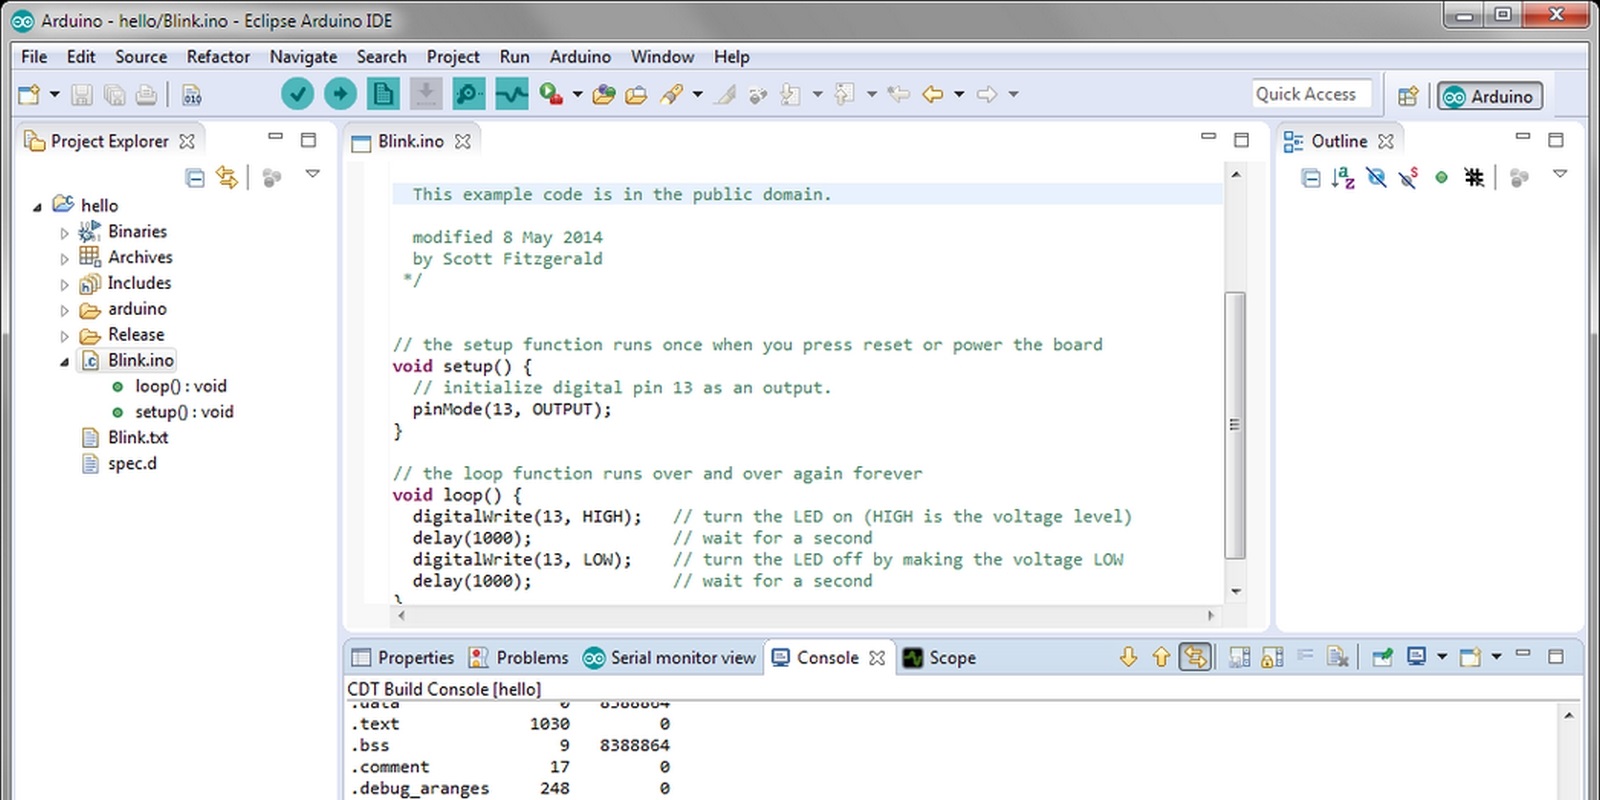 Arduino - hello/Blink.ino - Eclipse Arduino IDE
File Edit Source Refactor Navigate Search Project Run Arduino Window Help
010
Quick Access
Arduino
Project Explorer
Blink.ino
Outline
hello
Binaries
Archives
Includes
arduino
Release
Blink.ino
loop() : void
setup() : void
Blink.txt
spec.d
This example code is in the public domain.
modified 8 May 2014
by Scott Fitzgerald
*/
// the setup function runs once when you press reset or power the board
void setup() {
// initialize digital pin 13 as an output.
pinMode(13, OUTPUT);
}
// the loop function runs over and over again forever
void loop() {
digitalWrite(13, HIGH); // turn the LED on (HIGH is the voltage level)
delay(1000); // wait for a second
digitalWrite(13, LOW); // turn the LED off by making the voltage LOW
delay(1000); // wait for a second
}
Properties Problems Serial monitor view Console Scope
CDT Build Console [hello]
.data 0 8388864
.text 1030 0
.bss 9 8388864
.comment 17 0
.debug_aranges 248 0